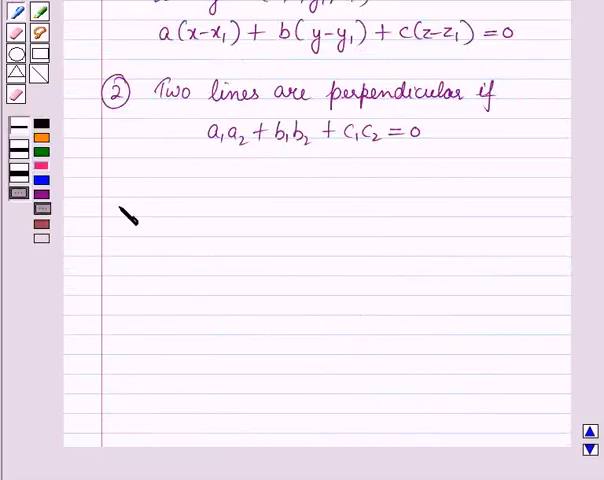 a(x-x₁) + b(y-y₁) + c(z-z₁) = 0
② Two lines are perpendicular if
a₁a₂ + b₁b₂ + c₁c₂ = 0